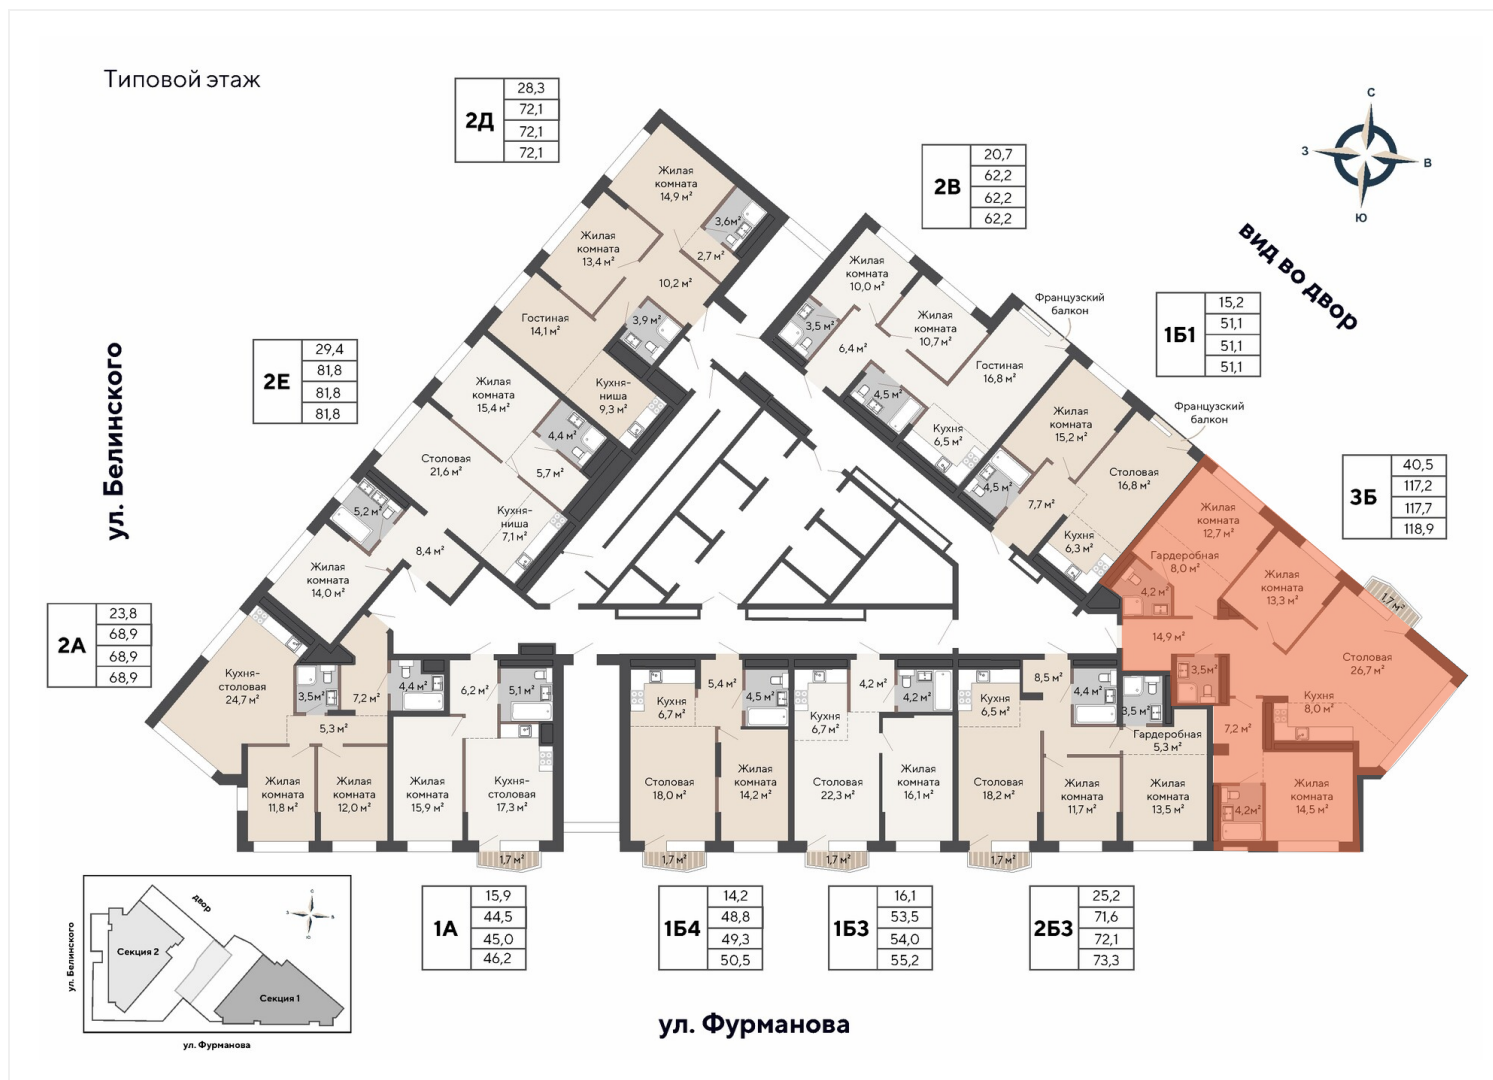 Типовой этаж
2Д
28,3
72,1
72,1
72,1
2В
20,7
62,2
62,2
62,2
С
З
В
Ю
вид во двор
1Б1
15,2
51,1
51,1
51,1
3Б
40,5
117,2
117,7
118,9
2Е
29,4
81,8
81,8
81,8
ул. Белинского
2А
23,8
68,9
68,9
68,9
Жилая
комната
14,9 м²
3,6м²
2,7 м²
Жилая
комната
13,4 м²
10,2 м²
Гостиная
14,1 м²
3,9 м²
Кухня-
ниша
9,3 м²
Жилая
комната
15,4 м²
4,4 м²
5,7 м²
Столовая
21,6 м²
Кухня-
ниша
7,1 м²
5,2 м²
8,4 м²
Жилая
комната
14,0 м²
Кухня-
столовая
24,7 м²
3,5м²
7,2 м²
5,3 м²
Жилая
комната
11,8 м²
Жилая
комната
12,0 м²
4,4 м²
6,2 м²
5,1 м²
Жилая
комната
15,9 м²
Кухня-
столовая
17,3 м²
1,7 м²
Жилая
комната
10,0 м²
3,5 м²
6,4 м²
Жилая
комната
10,7 м²
Гостиная
16,8 м²
4,5 м²
Кухня
6,5 м²
Французский
балкон
Жилая
комната
15,2 м²
Французский
балкон
Столовая
16,8 м²
4,5 м²
7,7 м²
Кухня
6,3 м²
Жилая
комната
12,7 м²
Гардеробная
8,0 м²
4,2 м²
Жилая
комната
13,3 м²
1,7 м²
14,9 м²
3,5м²
Столовая
26,7 м²
Кухня
8,0 м²
7,2 м²
4,2м²
Жилая
комната
14,5 м²
5,4 м²
4,5 м²
Кухня
6,7 м²
Столовая
18,0 м²
Жилая
комната
14,2 м²
1,7 м²
4,2 м²
4,2 м²
Кухня
6,7 м²
Столовая
22,3 м²
Жилая
комната
16,1 м²
1,7 м²
8,5 м²
4,4 м²
3,5м²
Кухня
6,5 м²
Гардеробная
5,3 м²
Столовая
18,2 м²
Жилая
комната
11,7 м²
Жилая
комната
13,5 м²
1,7 м²
1А
15,9
44,5
45,0
46,2
1Б4
14,2
48,8
49,3
50,5
1Б3
16,1
53,5
54,0
55,2
2Б3
25,2
71,6
72,1
73,3
ул. Фурманова
ул. Белинского
двор
Секция 2
Секция 1
С
З
В
Ю
ул. Фурманова